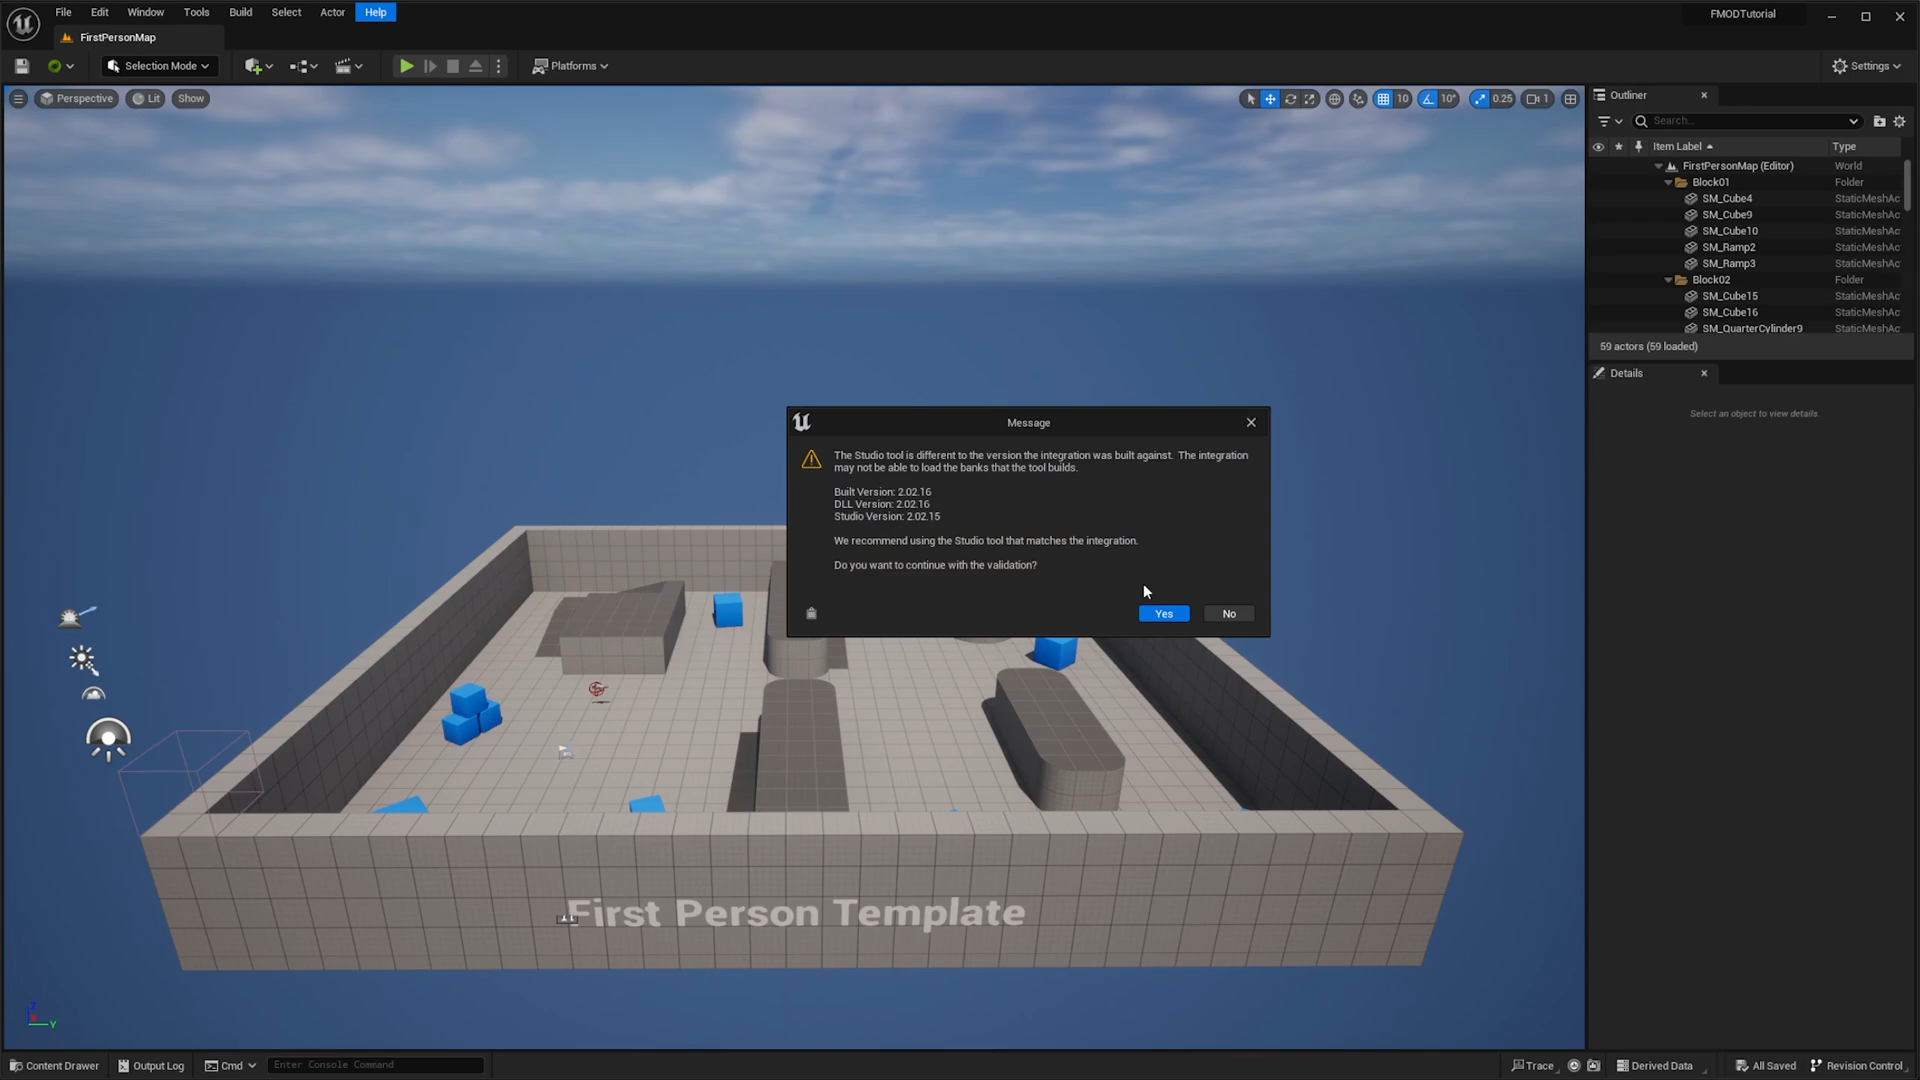 File Edit Window Tools Build Select Actor Help
FMODTutorial
FirstPersonMap
Selection Mode
Platforms
Settings
Perspective Lit Show
10 10° 0.25 1
Outliner
Search...
Item Label Type
FirstPersonMap (Editor) World
Block01 Folder
SM_Cube4 StaticMeshAc
SM_Cube9 StaticMeshAc
SM_Cube10 StaticMeshAc
SM_Ramp2 StaticMeshAc
SM_Ramp3 StaticMeshAc
Block02 Folder
SM_Cube15 StaticMeshAc
SM_Cube16 StaticMeshAc
SM_QuarterCylinder9 StaticMeshAc
59 actors (59 loaded)
Details
Select an object to view details.
Message
The Studio tool is different to the version the integration was built against. The integration
may not be able to load the banks that the tool builds.
Built Version: 2.02.16
DLL Version: 2.02.16
Studio Version: 2.02.15
We recommend using the Studio tool that matches the integration.
Do you want to continue with the validation?
Yes No
First Person Template
Z
Y
Content Drawer Output Log Cmd Enter Console Command
Trace Derived Data All Saved Revision Control